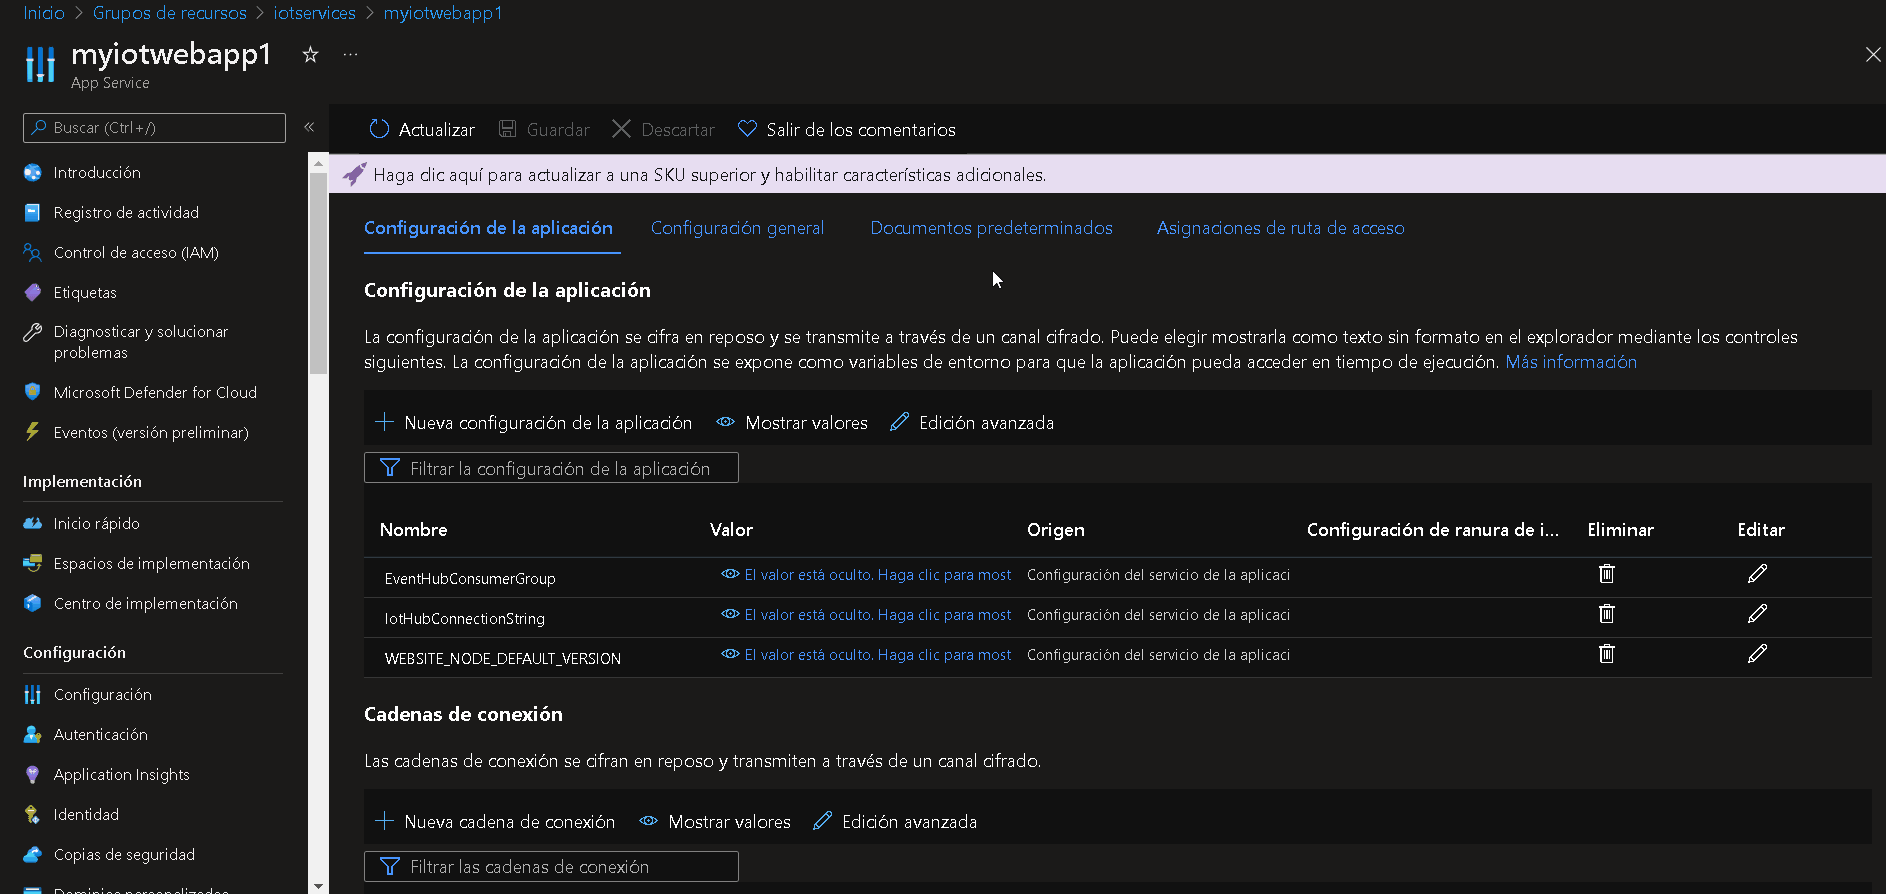 Inicio > Grupos de recursos > iotservices > myiotwebapp1
myiotwebapp1
App Service
Buscar (Ctrl+/)
Introducción
Registro de actividad
Control de acceso (IAM)
Etiquetas
Diagnosticar y solucionar
problemas
Microsoft Defender for Cloud
Eventos (versión preliminar)
Implementación
Inicio rápido
Espacios de implementación
Centro de implementación
Configuración
Configuración
Autenticación
Application Insights
Identidad
Copias de seguridad
Dominios personalizados
Actualizar Guardar Descartar Salir de los comentarios
Haga clic aquí para actualizar a una SKU superior y habilitar características adicionales.
Configuración de la aplicación Configuración general Documentos predeterminados Asignaciones de ruta de acceso
Configuración de la aplicación
La configuración de la aplicación se cifra en reposo y se transmite a través de un canal cifrado. Puede elegir mostrarla como texto sin formato en el explorador mediante los controles
siguientes. La configuración de la aplicación se expone como variables de entorno para que la aplicación pueda acceder en tiempo de ejecución. Más información
Nueva configuración de la aplicación Mostrar valores Edición avanzada
Filtrar la configuración de la aplicación
Nombre Valor Origen Configuración de ranura de i... Eliminar Editar
EventHubConsumerGroup El valor está oculto. Haga clic para most Configuración del servicio de la aplicaci
IotHubConnectionString El valor está oculto. Haga clic para most Configuración del servicio de la aplicaci
WEBSITE_NODE_DEFAULT_VERSION El valor está oculto. Haga clic para most Configuración del servicio de la aplicaci
Cadenas de conexión
Las cadenas de conexión se cifran en reposo y transmiten a través de un canal cifrado.
Nueva cadena de conexión Mostrar valores Edición avanzada
Filtrar las cadenas de conexión